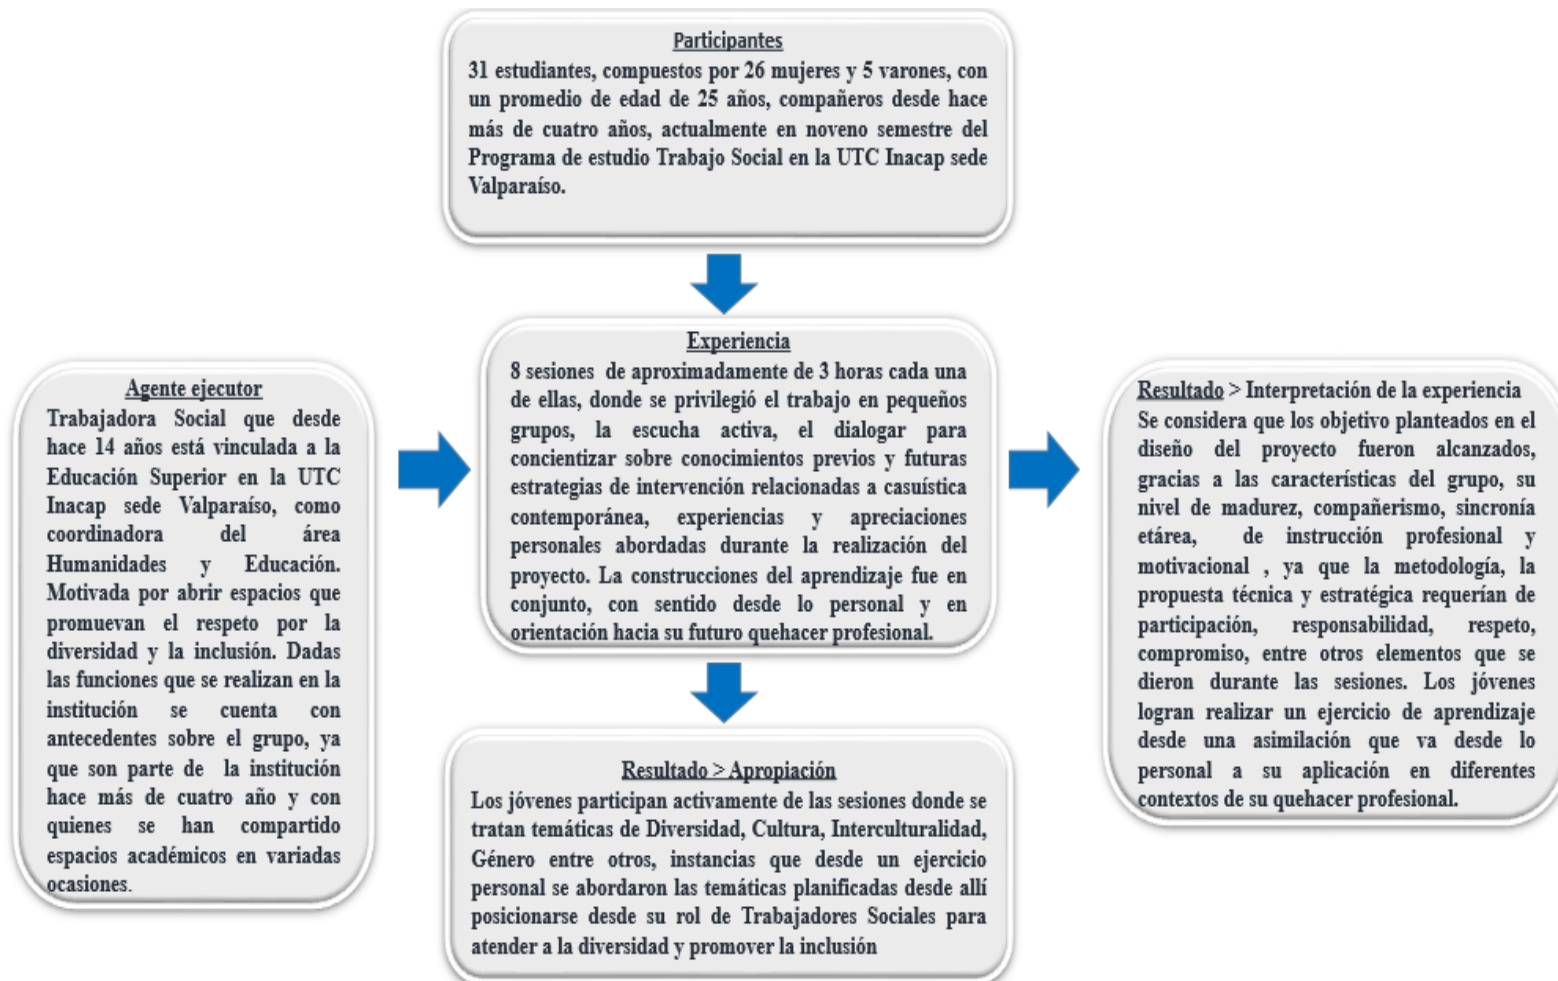 Participantes
31 estudiantes, compuestos por 26 mujeres y 5 varones, con
un promedio de edad de 25 años, compañeros desde hace
más de cuatro años, actualmente en noveno semestre del
Programa de estudio Trabajo Social en la UTC Inacap sede
Valparaíso.
Agente ejecutor
Trabajadora Social que desde
hace 14 años está vinculada a la
Educación Superior en la UTC
Inacap sede Valparaíso, como
coordinadora del área
Humanidades y Educación.
Motivada por abrir espacios que
promuevan el respeto por la
diversidad y la inclusión. Dadas
las funciones que se realizan en la
institución se cuenta con
antecedentes sobre el grupo, ya
que son parte de la institución
hace más de cuatro año y con
quienes se han compartido
espacios académicos en variadas
ocasiones.
Experiencia
8 sesiones de aproximadamente de 3 horas cada una
de ellas, donde se privilegió el trabajo en pequeños
grupos, la escucha activa, el dialogar para
concientizar sobre conocimientos previos y futuras
estrategias de intervención relacionadas a casuística
contemporánea, experiencias y apreciaciones
personales abordadas durante la realización del
proyecto. La construcciones del aprendizaje fue en
conjunto, con sentido desde lo personal y en
orientación hacia su futuro quehacer profesional.
Resultado > Interpretación de la experiencia
Se considera que los objetivo planteados en el
diseño del proyecto fueron alcanzados,
gracias a las características del grupo, su
nivel de madurez, compañerismo, sincronía
etárea, de instrucción profesional y
motivacional , ya que la metodología, la
propuesta técnica y estratégica requerían de
participación, responsabilidad, respeto,
compromiso, entre otros elementos que se
dieron durante las sesiones. Los jóvenes
logran realizar un ejercicio de aprendizaje
desde una asimilación que va desde lo
personal a su aplicación en diferentes
contextos de su quehacer profesional.
Resultado > Apropiación
Los jóvenes participan activamente de las sesiones donde se
tratan temáticas de Diversidad, Cultura, Interculturalidad,
Género entre otros, instancias que desde un ejercicio
personal se abordaron las temáticas planificadas desde allí
posicionarse desde su rol de Trabajadores Sociales para
atender a la diversidad y promover la inclusión